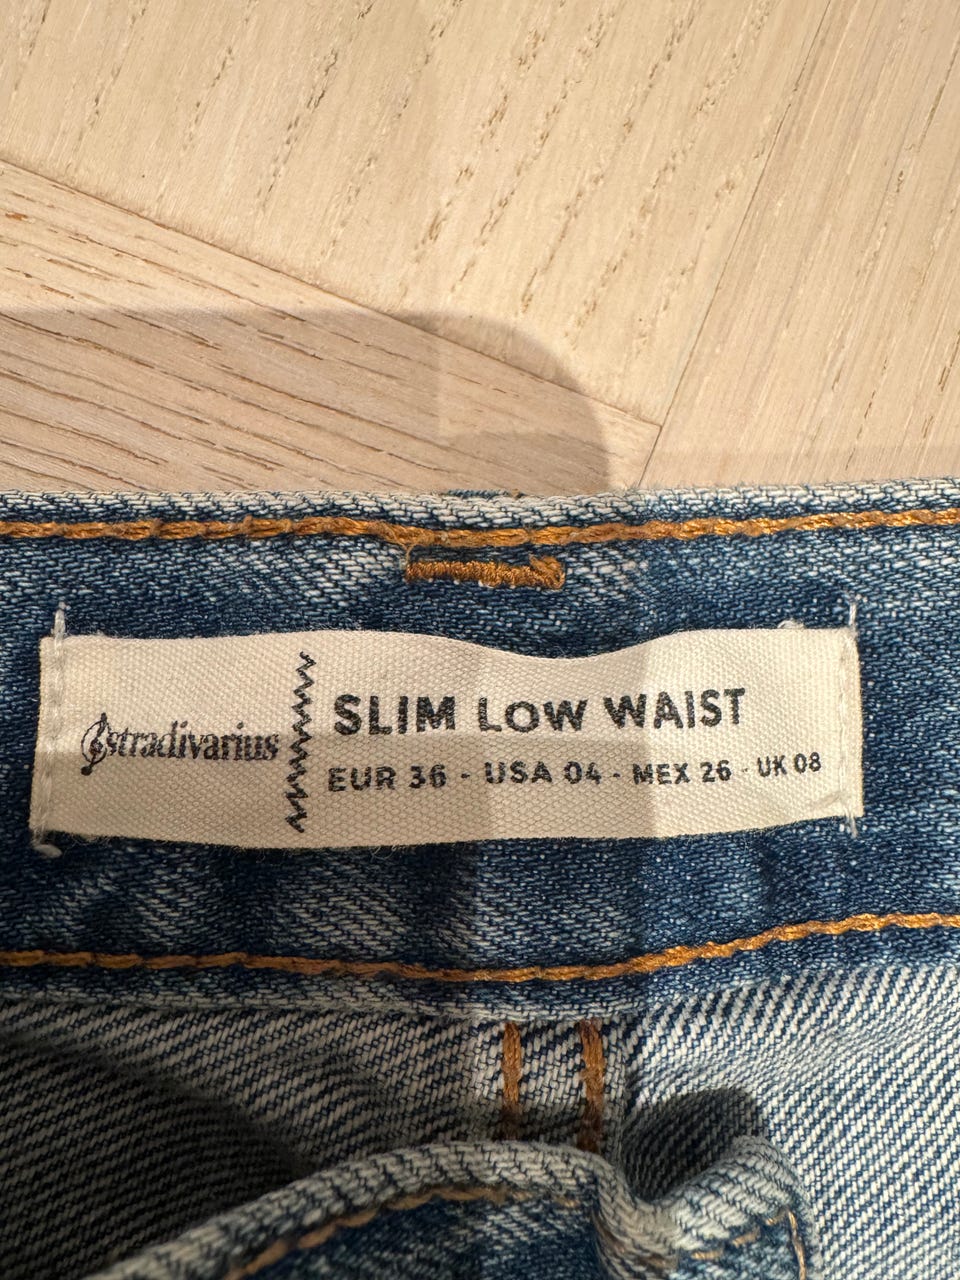 stradivarius
SLIM LOW WAIST
EUR 36 - USA 04 - MEX 26 - UK 08